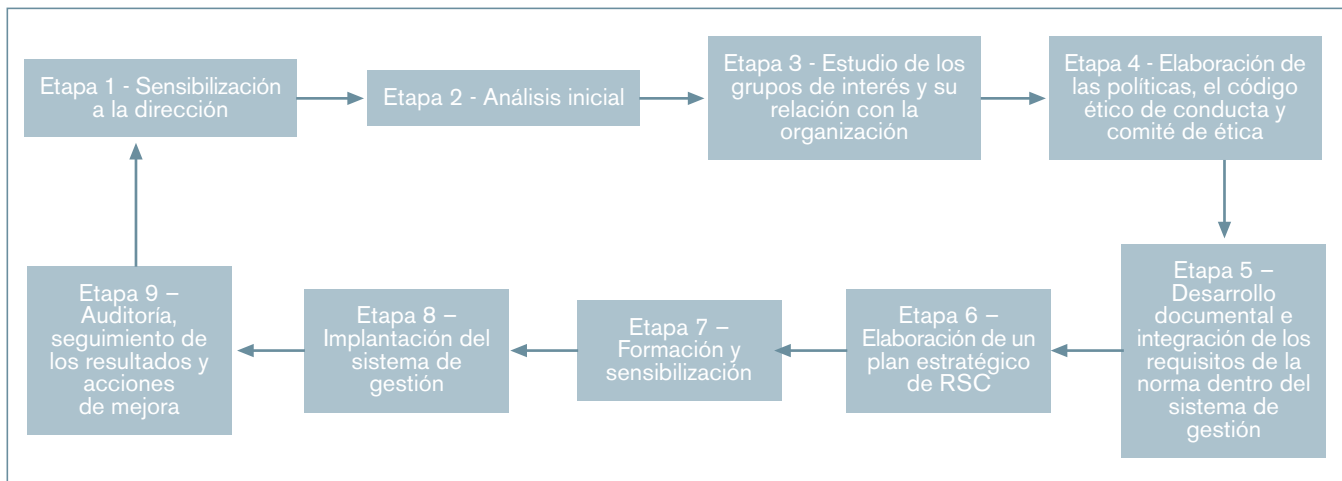 Etapa 1 - Sensibilización
a la dirección
Etapa 2 - Análisis inicial
Etapa 3 - Estudio de los
grupos de interés y su
relación con la
organización
Etapa 4 - Elaboración de
las políticas, el código
ético de conducta y
comité de ética
Etapa 5 –
Desarrollo
documental e
integración de los
requisitos de la
norma dentro del
sistema de
gestión
Etapa 6 –
Elaboración de un
plan estratégico
de RSC
Etapa 7 –
Formación y
sensibilización
Etapa 8 –
Implantación del
sistema de
gestión
Etapa 9 –
Auditoría,
seguimiento de
los resultados y
acciones
de mejora